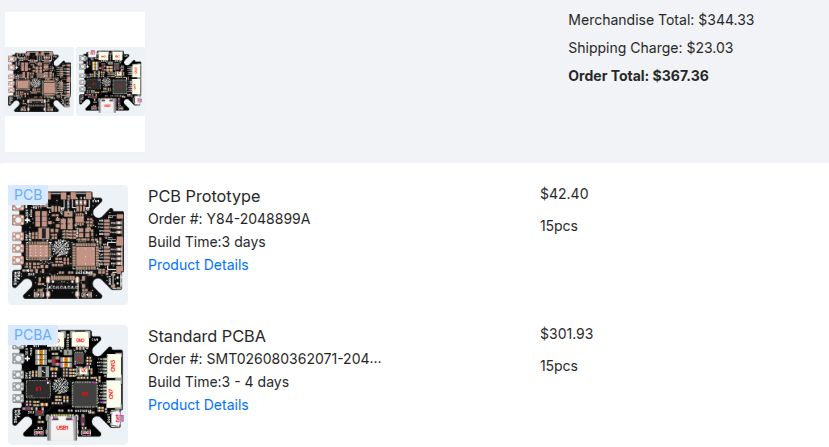 Merchandise Total: $344.33
Shipping Charge: $23.03
Order Total: $367.36
PCB
PCB Prototype
Order #: Y84-2048899A
Build Time:3 days
Product Details
$42.40
15pcs
PCBA
Standard PCBA
Order #: SMT026080362071-204...
Build Time:3 - 4 days
Product Details
$301.93
15pcs
USB1